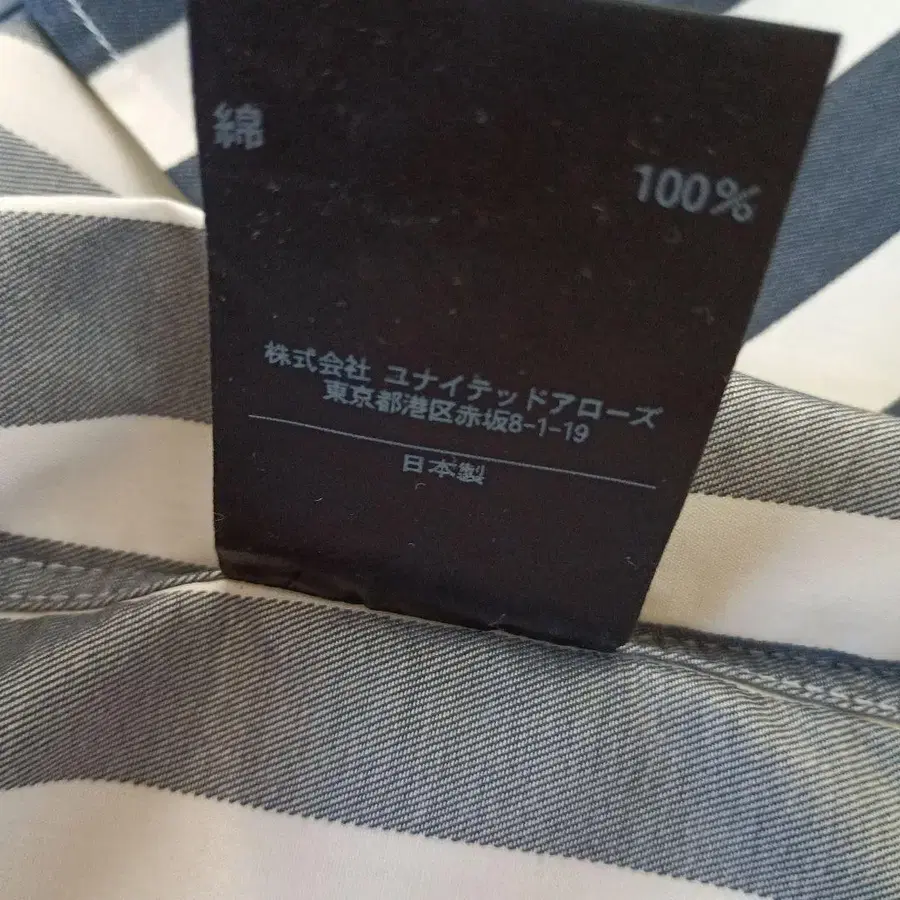 綿 100%
株式会社 ユナイテッドアローズ
東京都港区赤坂8-1-19
日本製